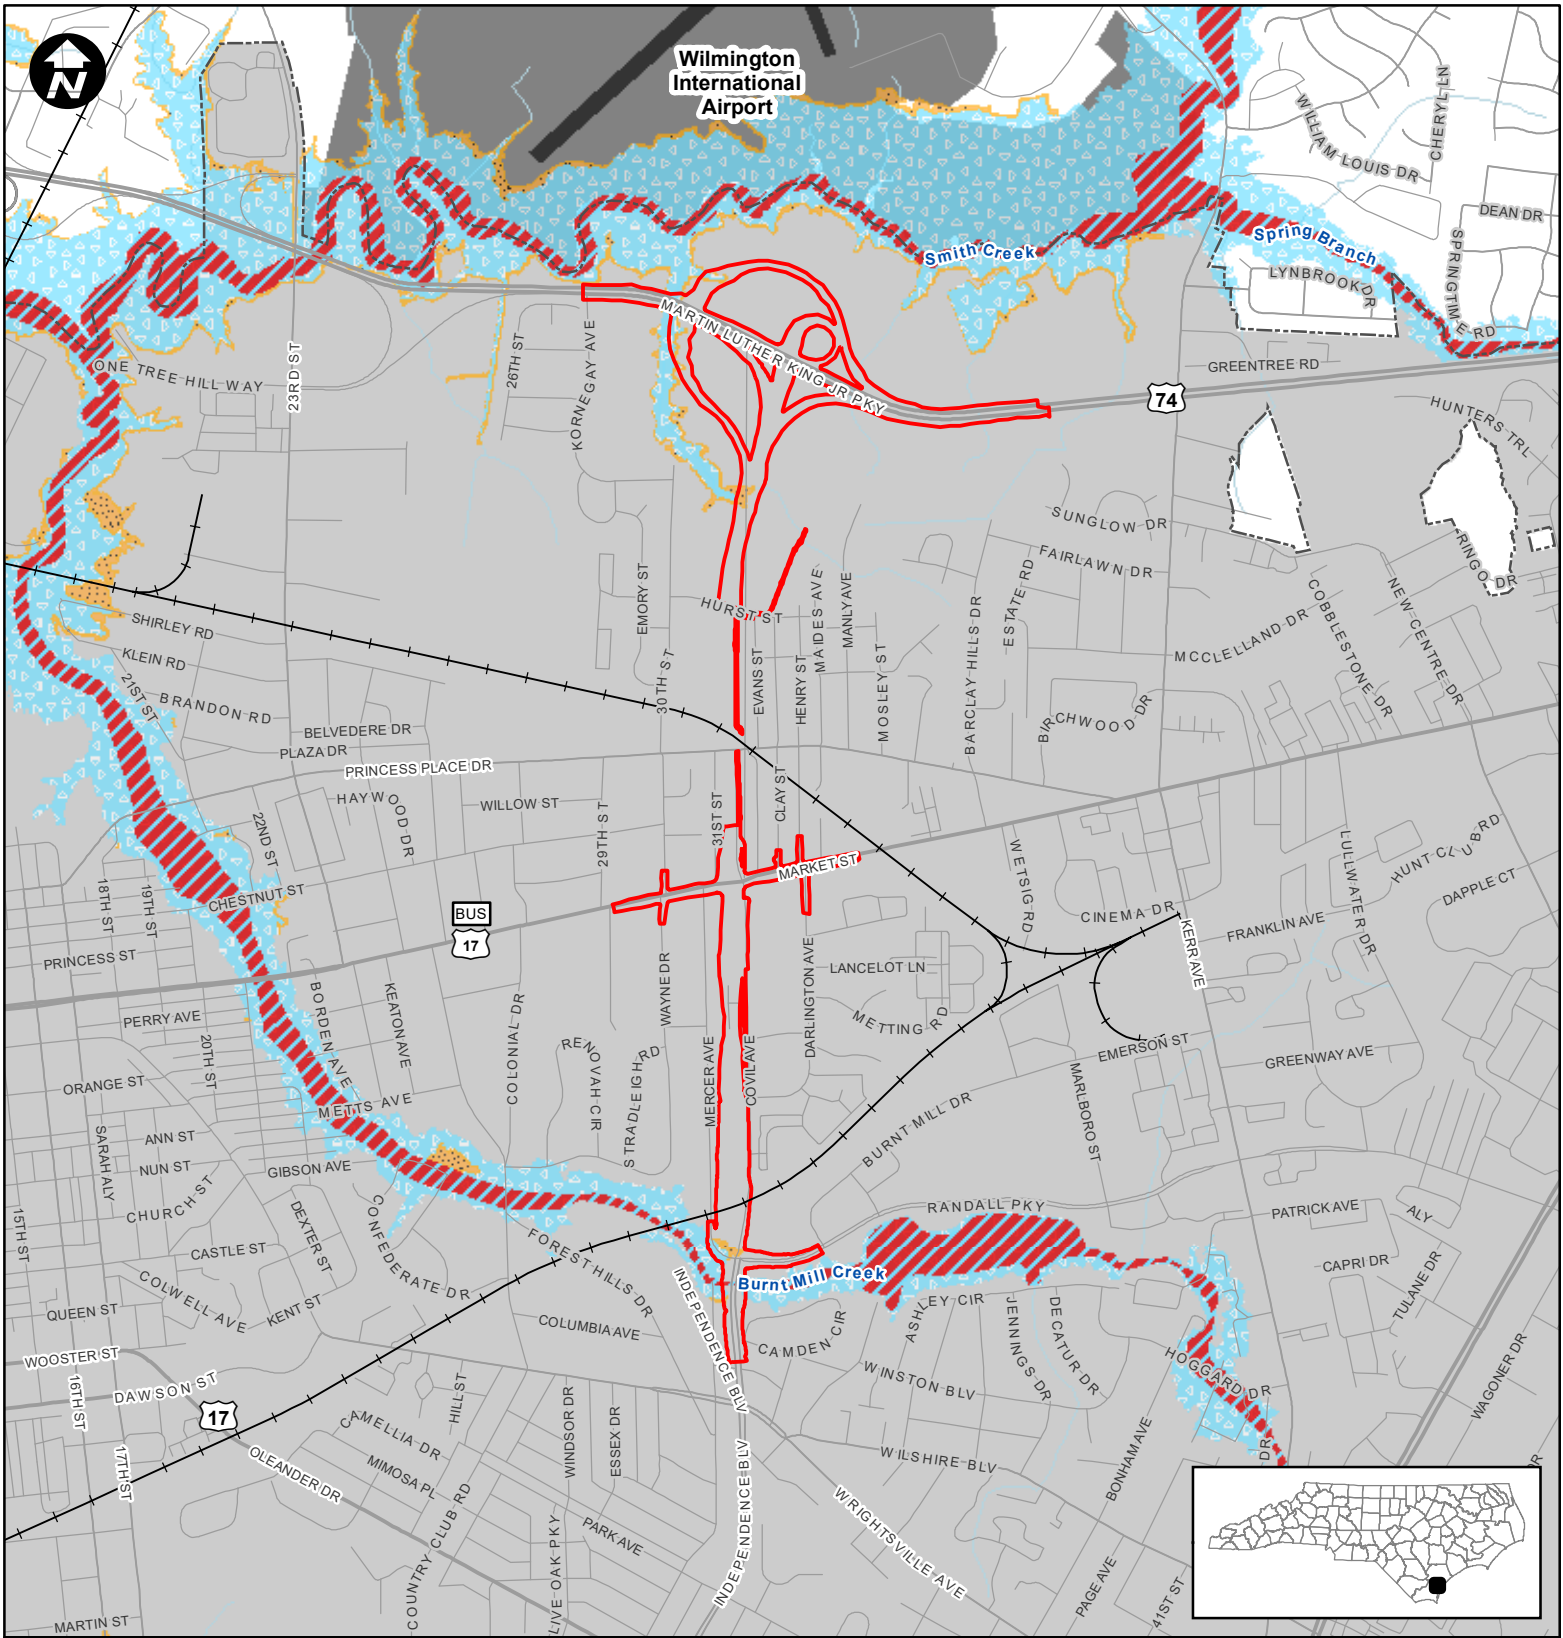 N
Wilmington
International
Airport
WILLIAM LOUIS DR
CHERYL LN
DEAN DR
Smith Creek
Spring Branch
LYNBROOK DR
SPRINGTIME RD
GREENTREE RD
MARTIN LUTHER KING JR PKY
74
ONE TREE HILL WAY
23RD ST
26TH ST
KORNEGAY AVE
HUNTERS TRL
SUNGLOW DR
FAIRLAWN DR
RINGO DR
SHIRLEY RD
KLEIN RD
BRANDON RD
21ST ST
BELVEDERE DR
PLAZA DR
PRINCESS PLACE DR
EMORY ST
30TH ST
HURST ST
EVANS ST
HENRY ST
MAIDES AVE
MANLY AVE
MOSLEY ST
BARCLAY HILLS DR
ESTATE RD
BIRCHWOOD DR
MCCLELLAND DR
COBBLESTONE DR
NEW CENTRE DR
HAYWOOD DR
WILLOW ST
29TH ST
31ST ST
CLAY ST
22ND ST
CHESTNUT ST
18TH ST
19TH ST
PRINCESS ST
BUS
17
MARKET ST
WETSIG RD
CINEMA DR
KERR AVE
FRANKLIN AVE
LULLWATER DR
HUNT CLUB RD
DAPPLE CT
PERRY AVE
20TH ST
BORDEN AVE
KEATON AVE
COLONIAL DR
WAYNE DR
LANCELOT LN
METTING RD
DARLINGTON AVE
RENOVAH CIR
STRADLEIGH RD
MERCER AVE
COVIL AVE
EMERSON ST
GREENWAY AVE
MARLBORO ST
BURNT MILL DR
ORANGE ST
METTS AVE
ANN ST
NUN ST
GIBSON AVE
SARAH ALY
CHURCH ST
15TH ST
CASTLE ST
DEXTER ST
CONFEDERATE DR
COLWELL AVE
KENT ST
QUEEN ST
FOREST HILLS DR
COLUMBIA AVE
INDEPENDENCE BLV
RANDALL PKY
Burnt Mill Creek
PATRICK AVE
ALY
CAPRI DR
TULANE DR
CAMDEN CIR
ASHLEY CIR
JENNINGS DR
DECATUR DR
WINSTON BLV
HOGGARD DR
WAGONER DR
WOOSTER ST
DAWSON ST
16TH ST
17TH ST
17
OLEANDER DR
CAMELLIA DR
MIMOSA PL
HILL ST
COUNTRY CLUB RD
WINDSOR DR
ESSEX DR
LIVE OAK PKY
PARK AVE
INDEPENDENCE BLV
WILSHIRE BLV
WRIGHTSVILLE AVE
BONHAM AVE
PAGE AVE
41ST ST
DR
DR
MARTIN ST